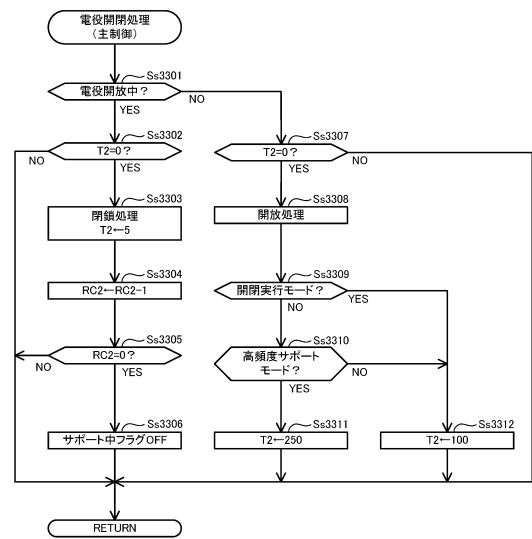 電役開閉処理
（主制御）
Ss3301
電役開放中？
NO
YES
Ss3302
T2=0？
NO
YES
Ss3303
閉鎖処理
T2←5
Ss3304
RC2←RC2-1
Ss3305
RC2=0？
NO
YES
Ss3306
サポート中フラグOFF
Ss3307
T2=0？
NO
YES
Ss3308
開放処理
Ss3309
開閉実行モード？
YES
NO
Ss3310
高頻度サポート
モード？
NO
YES
Ss3311
T2←250
Ss3312
T2←100
RETURN